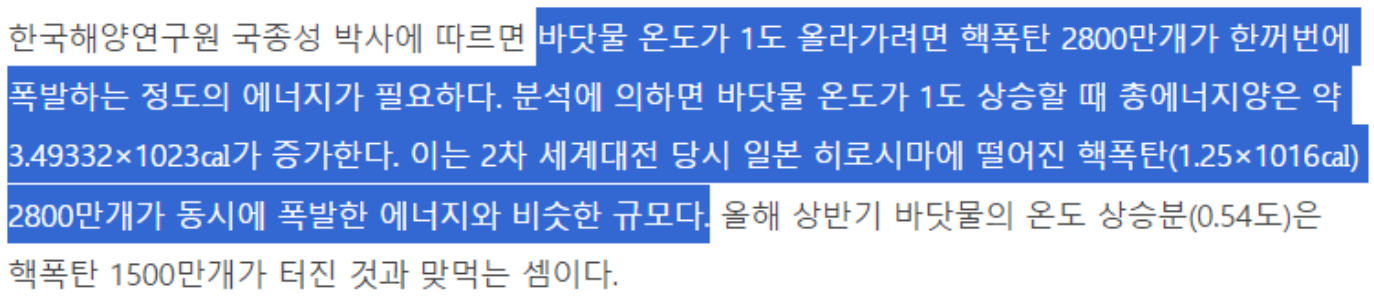 한국해양연구원 국종성 박사에 따르면 바닷물 온도가 1도 올라가려면 핵폭탄 2800만개가 한꺼번에
폭발하는 정도의 에너지가 필요하다. 분석에 의하면 바닷물 온도가 1도 상승할 때 총에너지양은 약
3.49332×1023㎈가 증가한다. 이는 2차 세계대전 당시 일본 히로시마에 떨어진 핵폭탄(1.25×1016㎈)
2800만개가 동시에 폭발한 에너지와 비슷한 규모다. 올해 상반기 바닷물의 온도 상승분(0.54도)은
핵폭탄 1500만개가 터진 것과 맞먹는 셈이다.